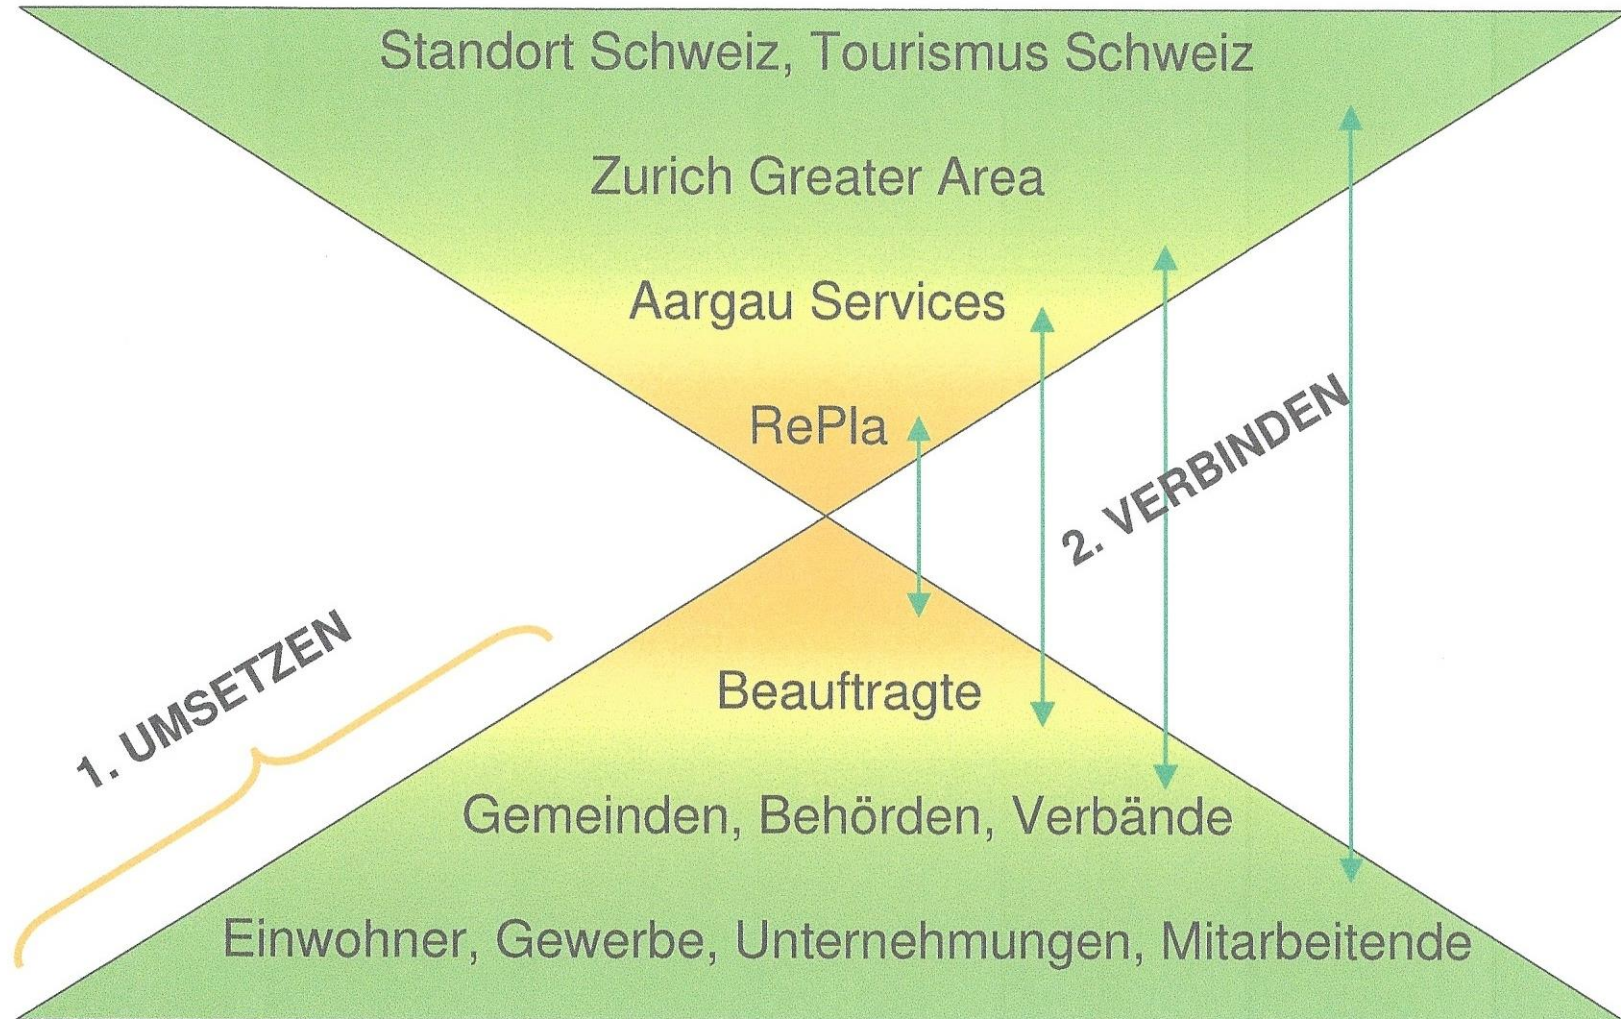 Standort Schweiz, Tourismus Schweiz
Zurich Greater Area
Aargau Services
RePla
2. VERBINDEN
1. UMSETZEN
Beauftragte
Gemeinden, Behörden, Verbände
Einwohner, Gewerbe, Unternehmungen, Mitarbeitende